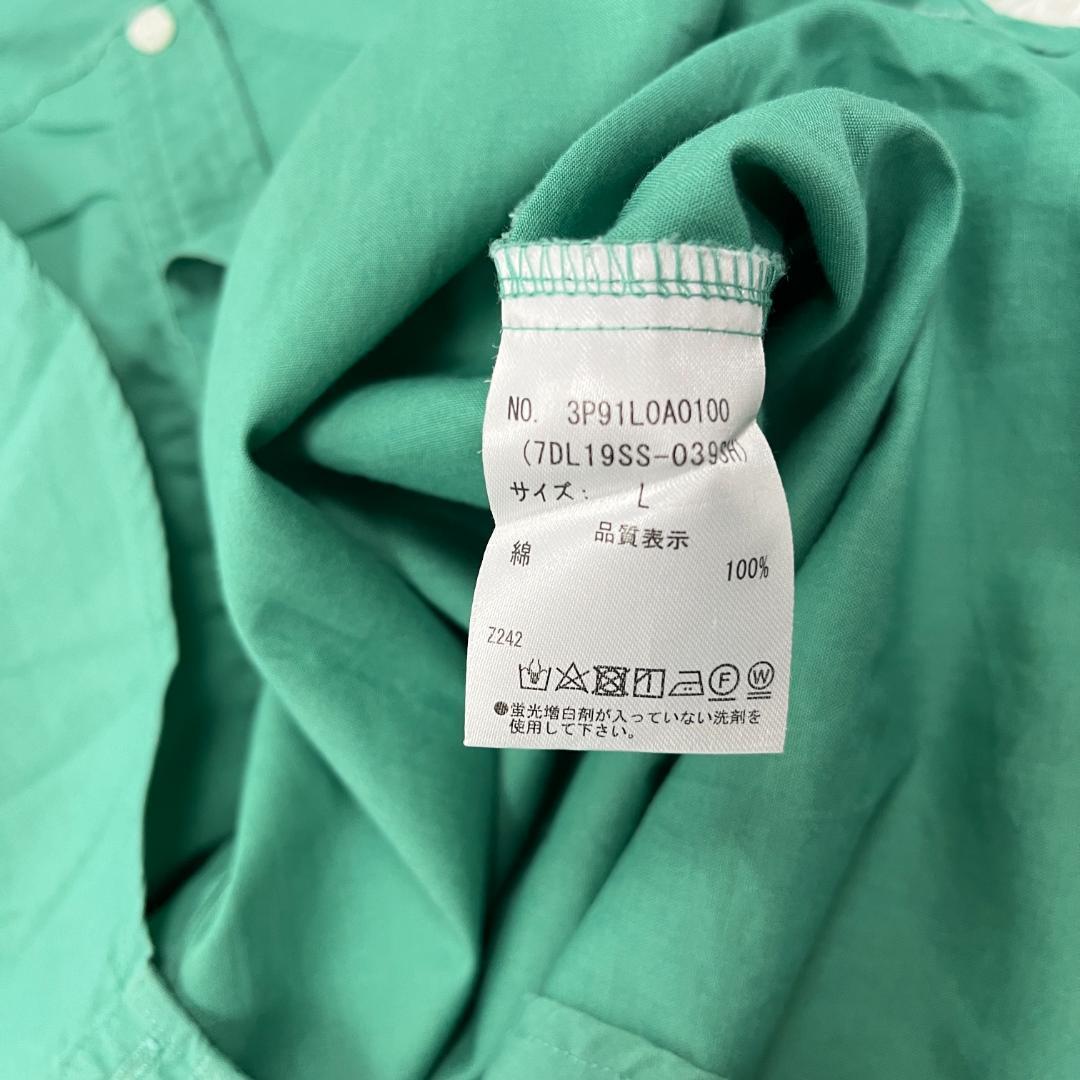 NO. 3P91L0A0100
(7DL19SS-039SH)
サイズ: L
品質表示
綿 100%
Z242
F W
●蛍光増白剤が入っていない洗剤を
使用して下さい。